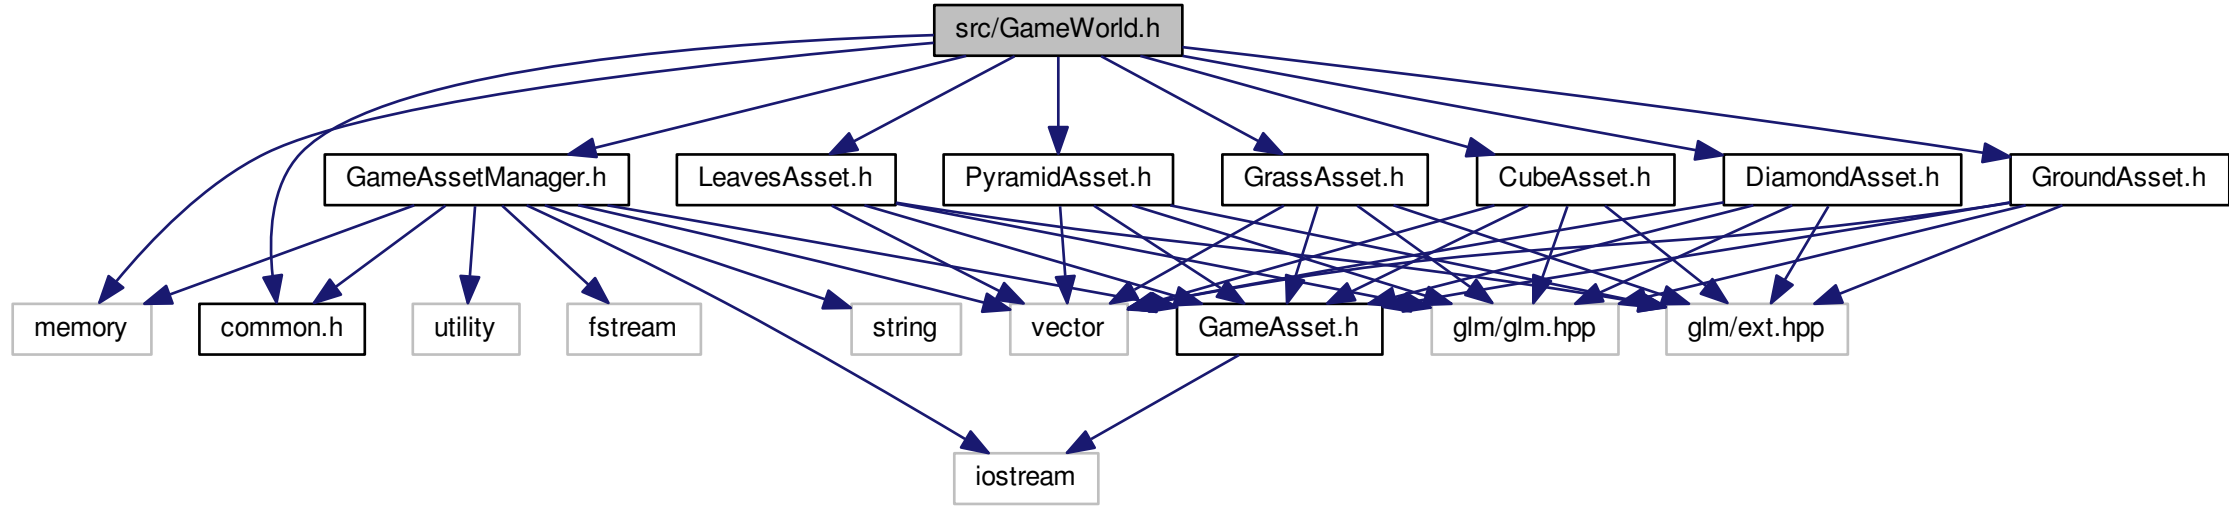 src/GameWorld.h
GameAssetManager.h
LeavesAsset.h
PyramidAsset.h
GrassAsset.h
CubeAsset.h
DiamondAsset.h
GroundAsset.h
memory
common.h
utility
fstream
string
vector
GameAsset.h
glm/glm.hpp
glm/ext.hpp
iostream